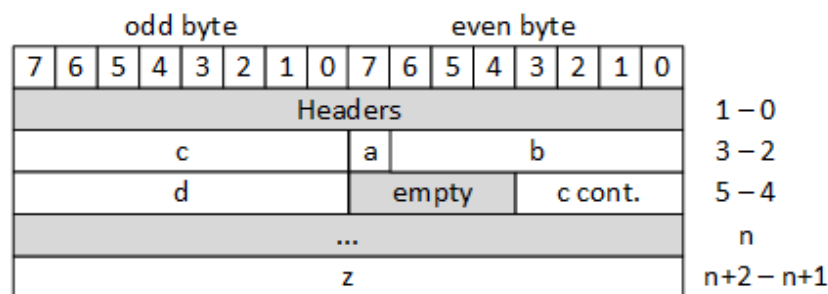 odd byte even byte
7 6 5 4 3 2 1 0 7 6 5 4 3 2 1 0
Headers 1 – 0
c a b 3 – 2
d empty c cont. 5 – 4
... n
z n+2 – n+1